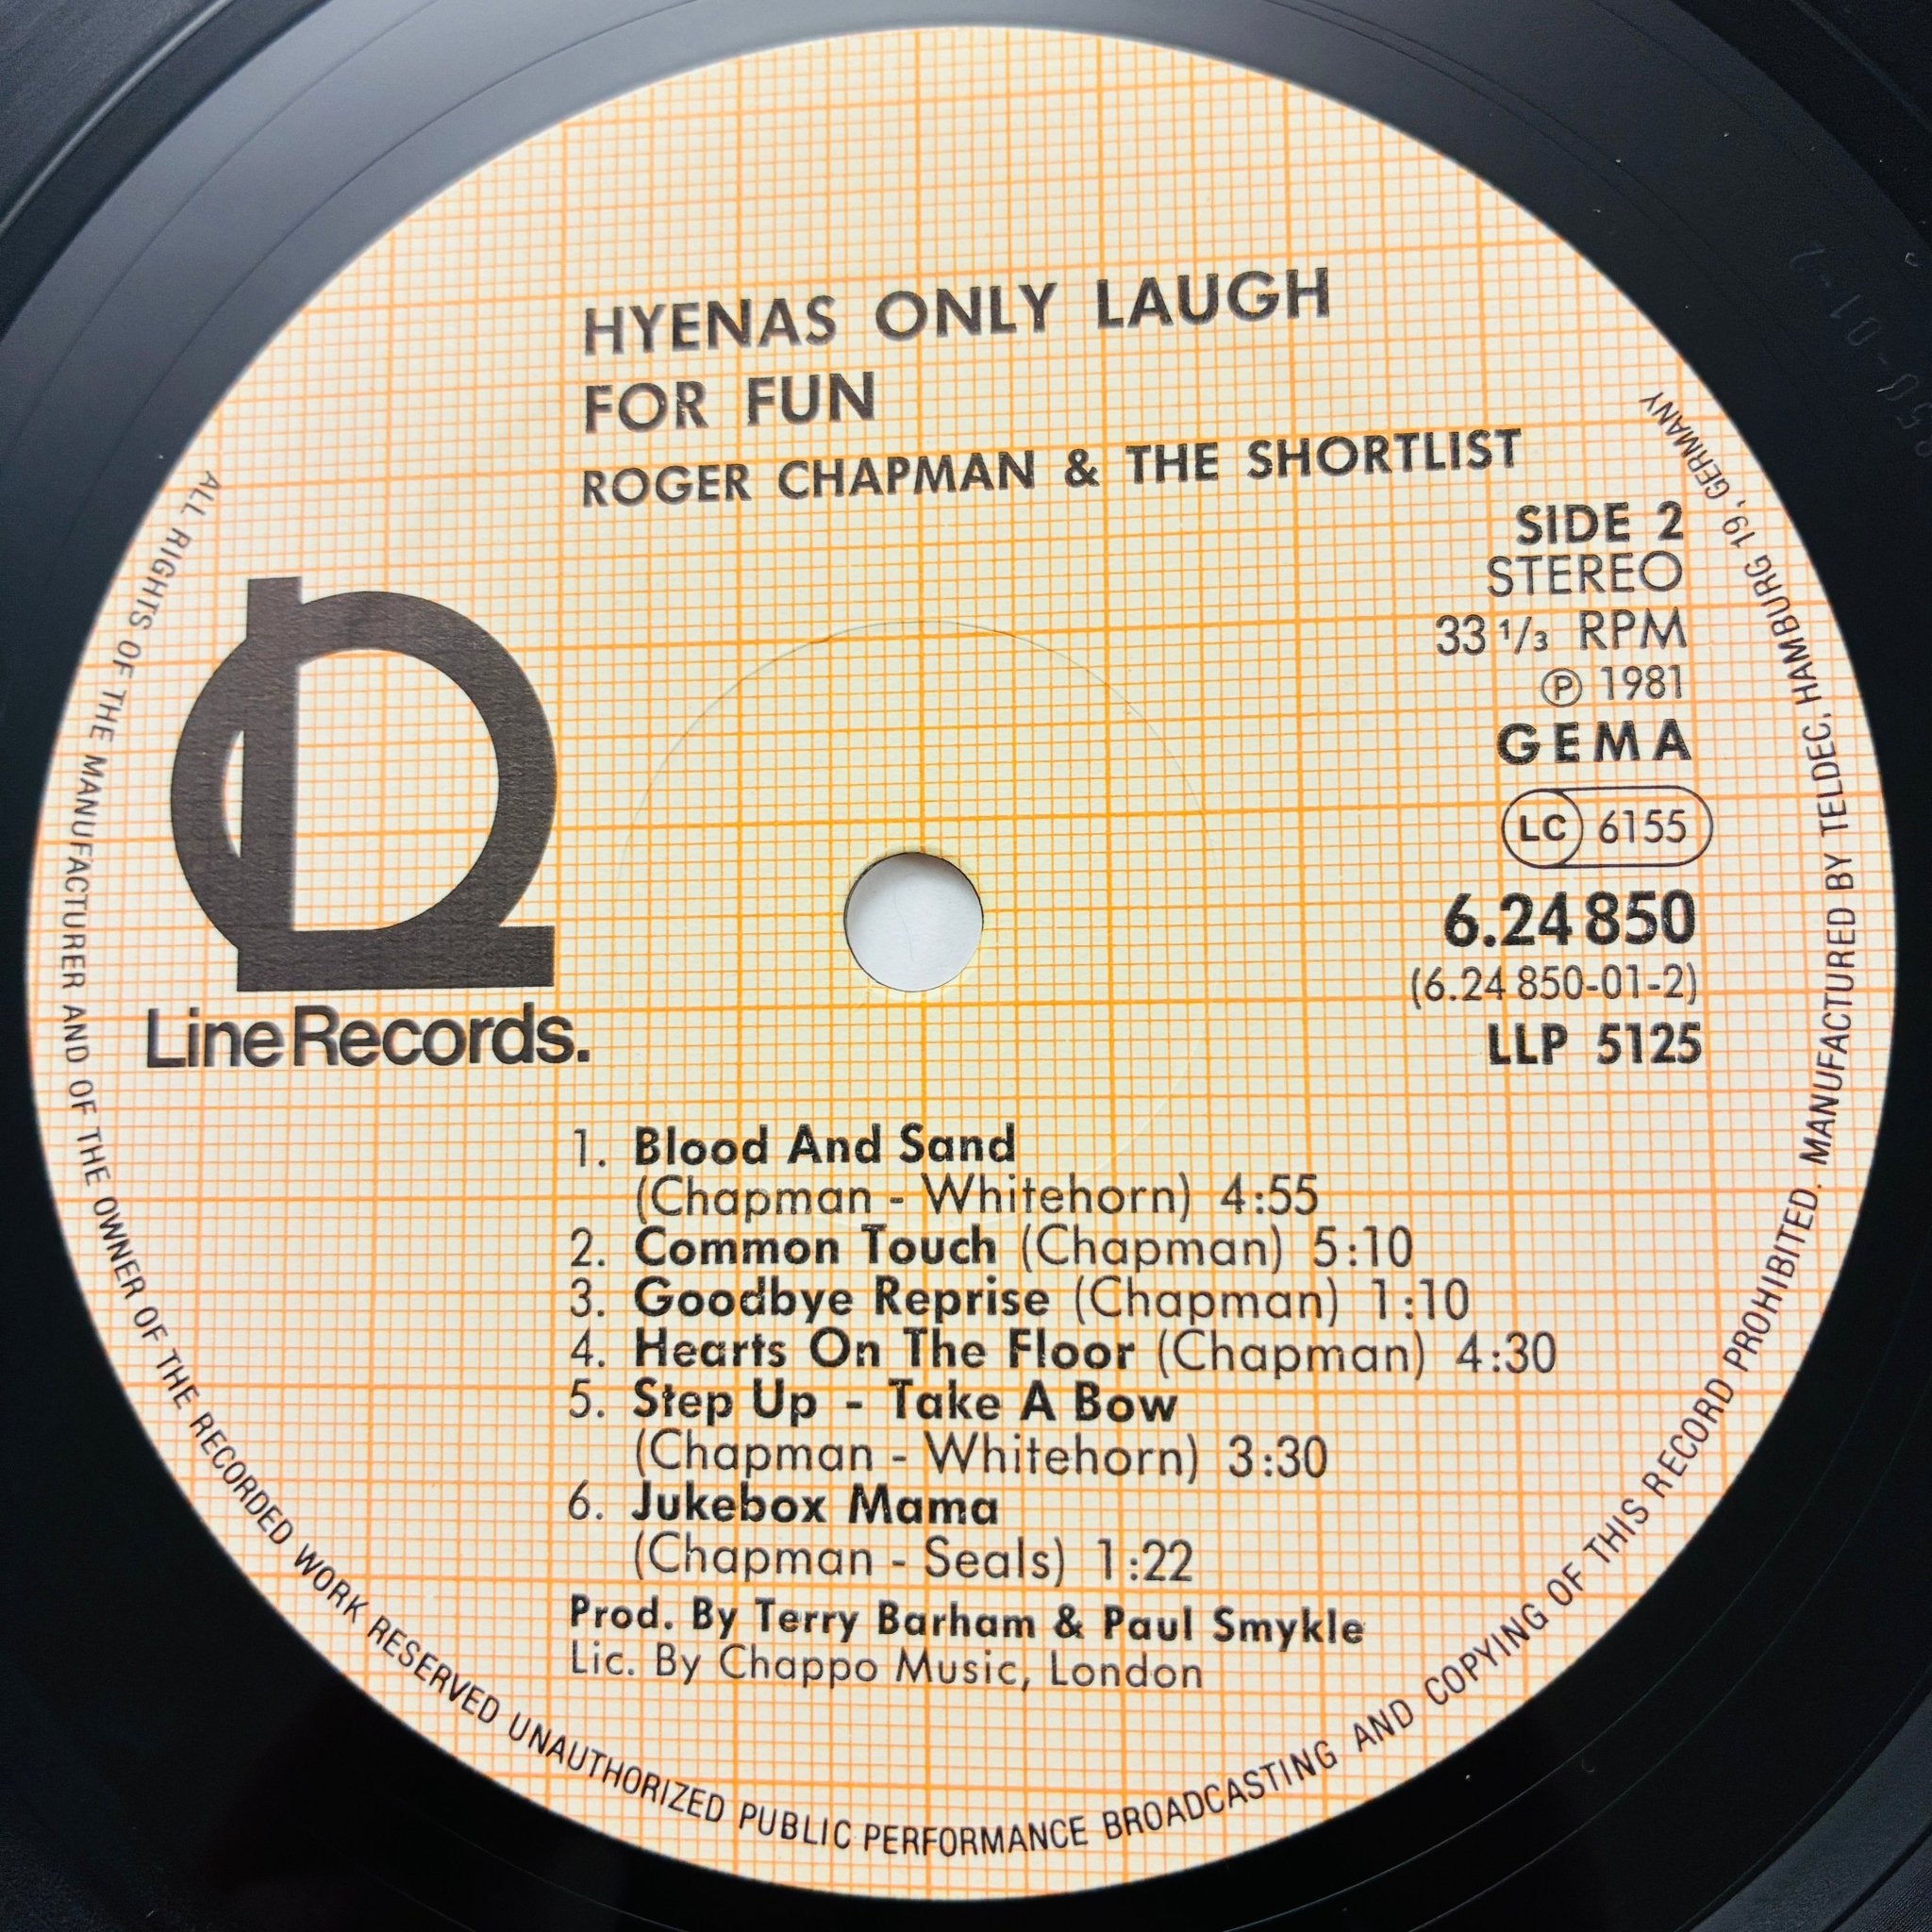 HYENAS ONLY LAUGH
FOR FUN
ROGER CHAPMAN & THE SHORTLIST
SIDE 2
STEREO
33 1/3 RPM
Ⓟ 1981
GEMA
LC 6155
6.24 850
(6.24 850-01-2)
LLP 5125
Line Records.
1. Blood And Sand
(Chapman - Whitehorn) 4:55
2. Common Touch (Chapman) 5:10
3. Goodbye Reprise (Chapman) 1:10
4. Hearts On The Floor (Chapman) 4:30
5. Step Up - Take A Bow
(Chapman - Whitehorn) 3:30
6. Jukebox Mama
(Chapman - Seals) 1:22
Prod. By Terry Barham & Paul Smykle
Lic. By Chappo Music, London
ALL RIGHTS OF THE MANUFACTURER AND OF THE OWNER OF THE RECORDED WORK RESERVED UNAUTHORIZED PUBLIC PERFORMANCE BROADCASTING AND COPYING OF THIS RECORD PROHIBITED. MANUFACTURED BY TELDEC, HAMBURG 19, GERMANY